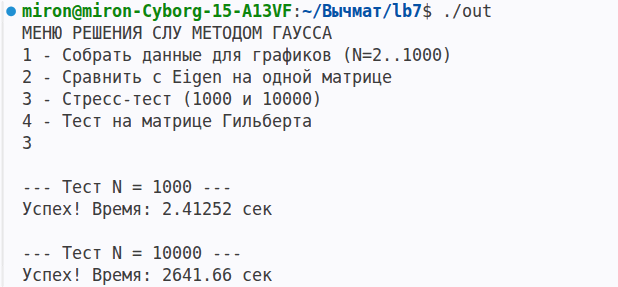 miron@miron-Cyborg-15-A13VF:~/Вычмат/lb7$ ./out
МЕНЮ РЕШЕНИЯ СЛУ МЕТОДОМ ГАУССА
1 - Собрать данные для графиков (N=2..1000)
2 - Сравнить с Eigen на одной матрице
3 - Стресс-тест (1000 и 10000)
4 - Тест на матрице Гильберта
3
--- Тест N = 1000 ---
Успех! Время: 2.41252 сек
--- Тест N = 10000 ---
Успех! Время: 2641.66 сек